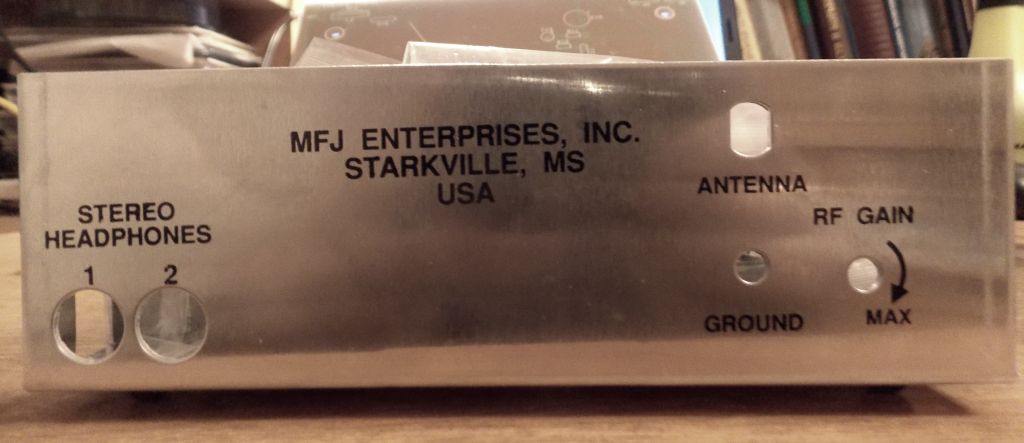 MFJ ENTERPRISES, INC.
STARKVILLE, MS
USA
STEREO
HEADPHONES
1 2
ANTENNA
RF GAIN
GROUND
MAX